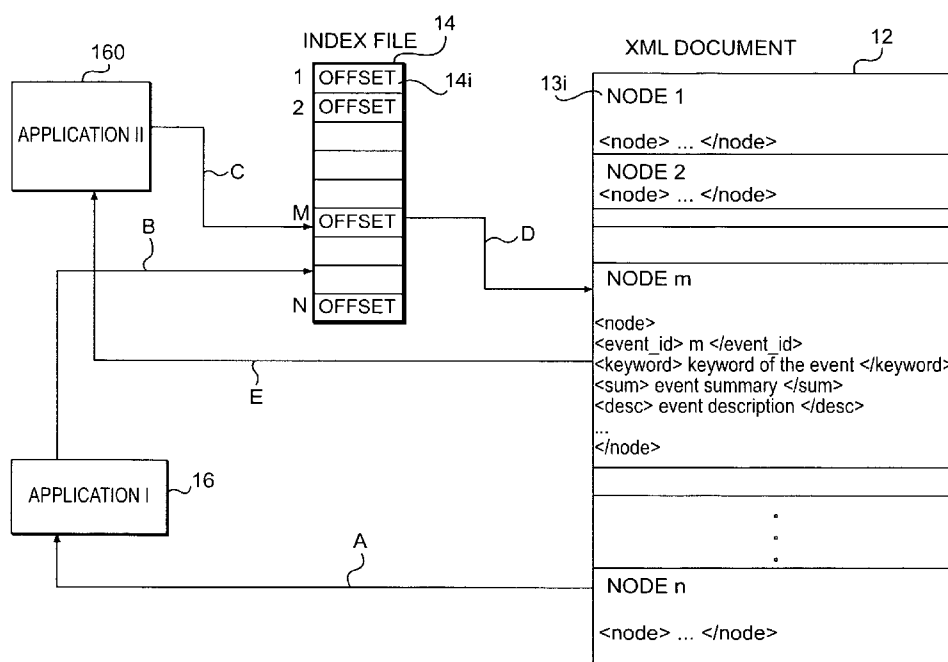 160
APPLICATION II
C
B
E
APPLICATION I
16
A
INDEX FILE
14
1 OFFSET
14i
2 OFFSET
M OFFSET
N OFFSET
D
XML DOCUMENT
12
13i
NODE 1
<node> ... </node>
NODE 2
<node> ... </node>
NODE m
<node>
<event_id> m </event_id>
<keyword> keyword of the event </keyword>
<sum> event summary </sum>
<desc> event description </desc>
...
</node>
NODE n
<node> ... </node>